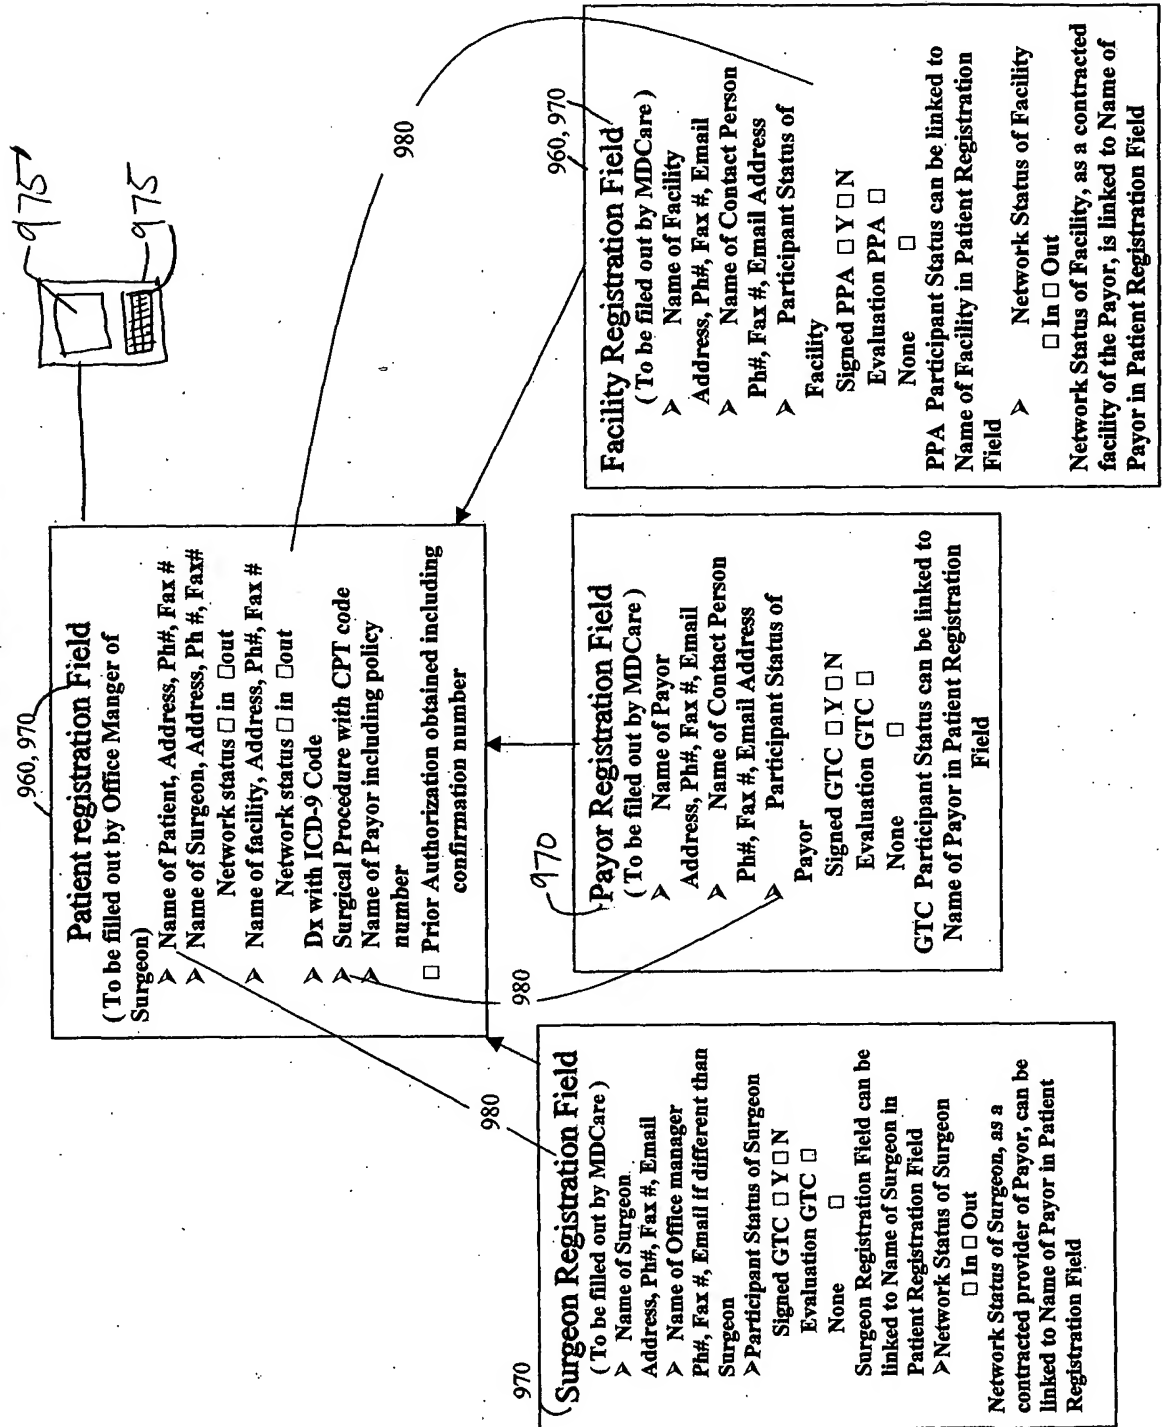 975'
975
960, 970
Patient registration Field
( To be filled out by Office Manger of
Surgeon)
➤ Name of Patient, Address, Ph#, Fax #
➤ Name of Surgeon, Address, Ph #, Fax#
Network status □ in □out
➤ Name of facility, Address, Ph#, Fax #
Network status □ in □out
➤ Dx with ICD-9 Code
➤ Surgical Procedure with CPT code
➤ Name of Payor including policy
number
□ Prior Authorization obtained including
confirmation number
980
980
980
970
Surgeon Registration Field
( To be filled out by MDCare )
➤ Name of Surgeon
Address, Ph#, Fax #, Email
➤ Name of Office manager
Ph#, Fax #, Email if different than
Surgeon
➤Participant Status of Surgeon
Signed GTC □ Y □ N
Evaluation GTC □
None □
Surgeon Registration Field can be
linked to Name of Surgeon in
Patient Registration Field
➤Network Status of Surgeon
□ In □ Out
Network Status of Surgeon, as a
contracted provider of Payor, can be
linked to Name of Payor in Patient
Registration Field
970
Payor Registration Field
( To be filed out by MDCare )
➤ Name of Payor
Address, Ph#, Fax #, Email
➤ Name of Contact Person
Ph#, Fax #, Email Address
➤ Participant Status of
Payor
Signed GTC □ Y □ N
Evaluation GTC □
None □
GTC Participant Status can be linked to
Name of Payor in Patient Registration
Field
960, 970
Facility Registration Field
( To be filed out by MDCare )
➤ Name of Facility
Address, Ph#, Fax #, Email
➤ Name of Contact Person
Ph#, Fax #, Email Address
➤ Participant Status of
Facility
Signed PPA □ Y □ N
Evaluation PPA □
None □
PPA Participant Status can be linked to
Name of Facility in Patient Registration
Field
➤ Network Status of Facility
□ In □ Out
Network Status of Facility, as a contracted
facility of the Payor, is linked to Name of
Payor in Patient Registration Field